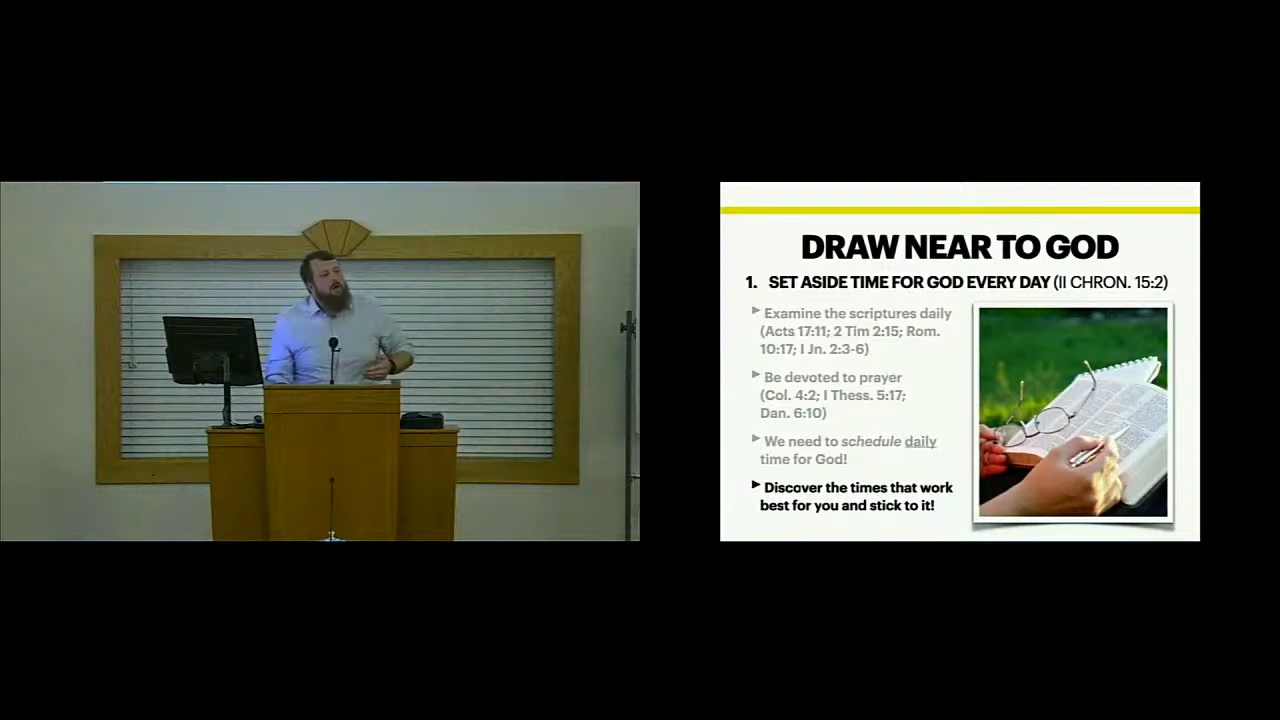 DRAW NEAR TO GOD
1. SET ASIDE TIME FOR GOD EVERY DAY (II CHRON. 15:2)
Examine the scriptures daily
(Acts 17:11; 2 Tim 2:15; Rom.
10:17; I Jn. 2:3-6)
Be devoted to prayer
(Col. 4:2; I Thess. 5:17;
Dan. 6:10)
We need to schedule daily
time for God!
Discover the times that work
best for you and stick to it!